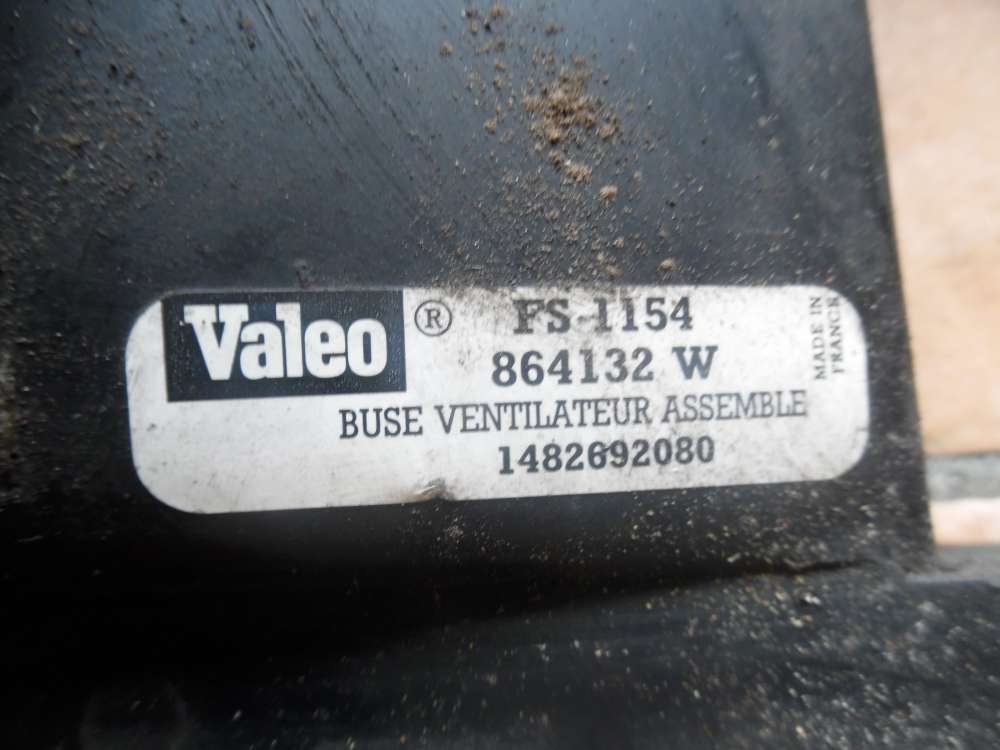 Valeo ® FS-1154
864132 W
BUSE VENTILATEUR ASSEMBLE
1482692080
MADE IN
FRANCE